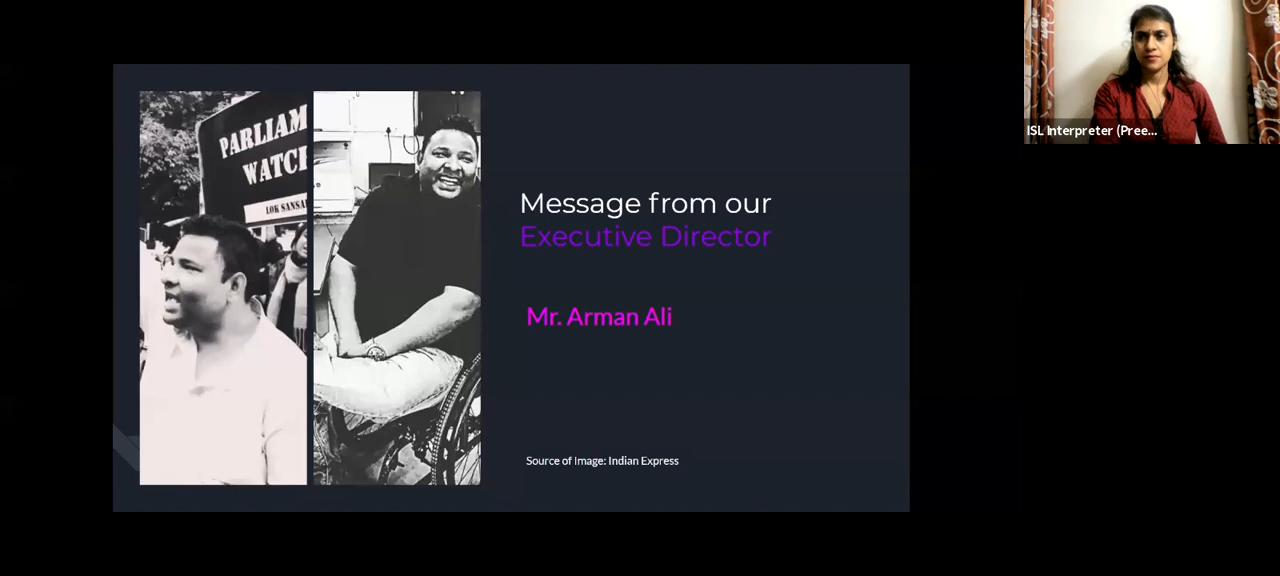 PARLIAM
WATCH
LOK SANSA
Message from our
Executive Director
Mr. Arman Ali
Source of Image: Indian Express
ISL Interpreter (Pree...